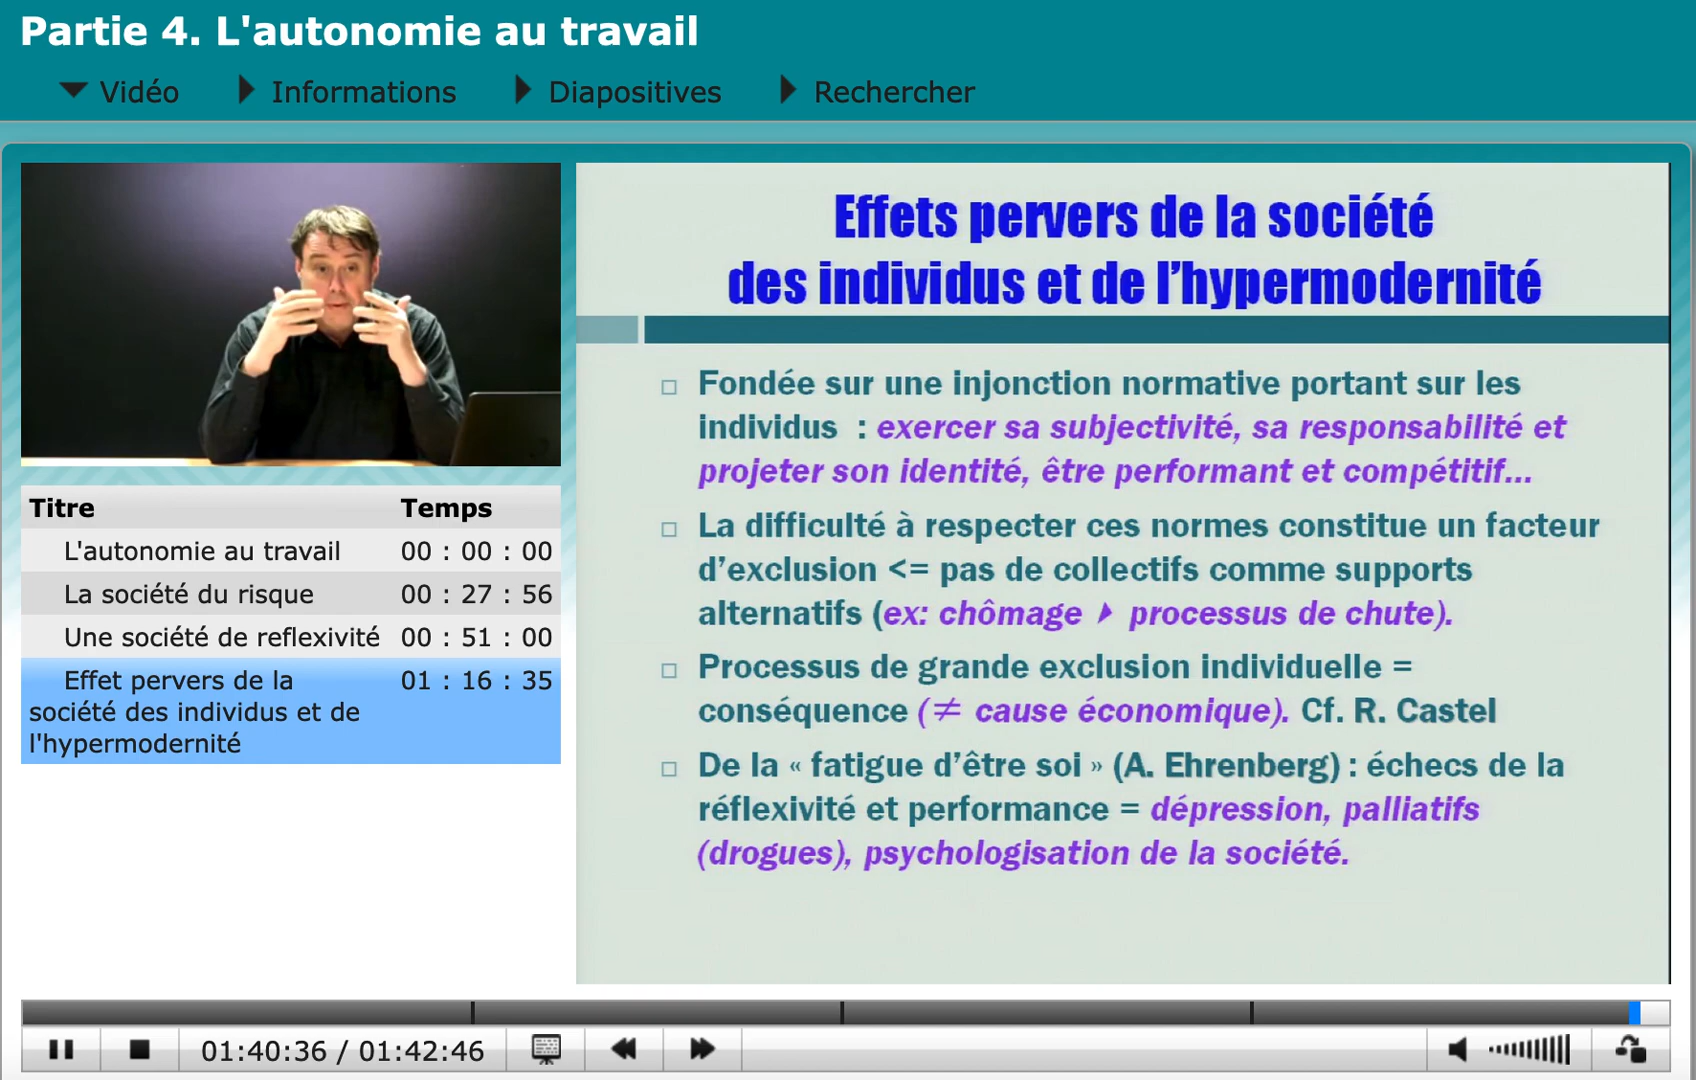 Partie 4. L'autonomie au travail
Vidéo Informations Diapositives Rechercher
Titre Temps
L'autonomie au travail 00 : 00 : 00
La société du risque 00 : 27 : 56
Une société de reflexivité 00 : 51 : 00
Effet pervers de la 01 : 16 : 35
société des individus et de
l'hypermodernité
Effets pervers de la société
des individus et de l’hypermodernité
Fondée sur une injonction normative portant sur les
individus : exercer sa subjectivité, sa responsabilité et
projeter son identité, être performant et compétitif...
La difficulté à respecter ces normes constitue un facteur
d’exclusion <= pas de collectifs comme supports
alternatifs (ex: chômage ▸ processus de chute).
Processus de grande exclusion individuelle =
conséquence (≠ cause économique). Cf. R. Castel
De la « fatigue d’être soi » (A. Ehrenberg) : échecs de la
réflexivité et performance = dépression, palliatifs
(drogues), psychologisation de la société.
01:40:36 / 01:42:46